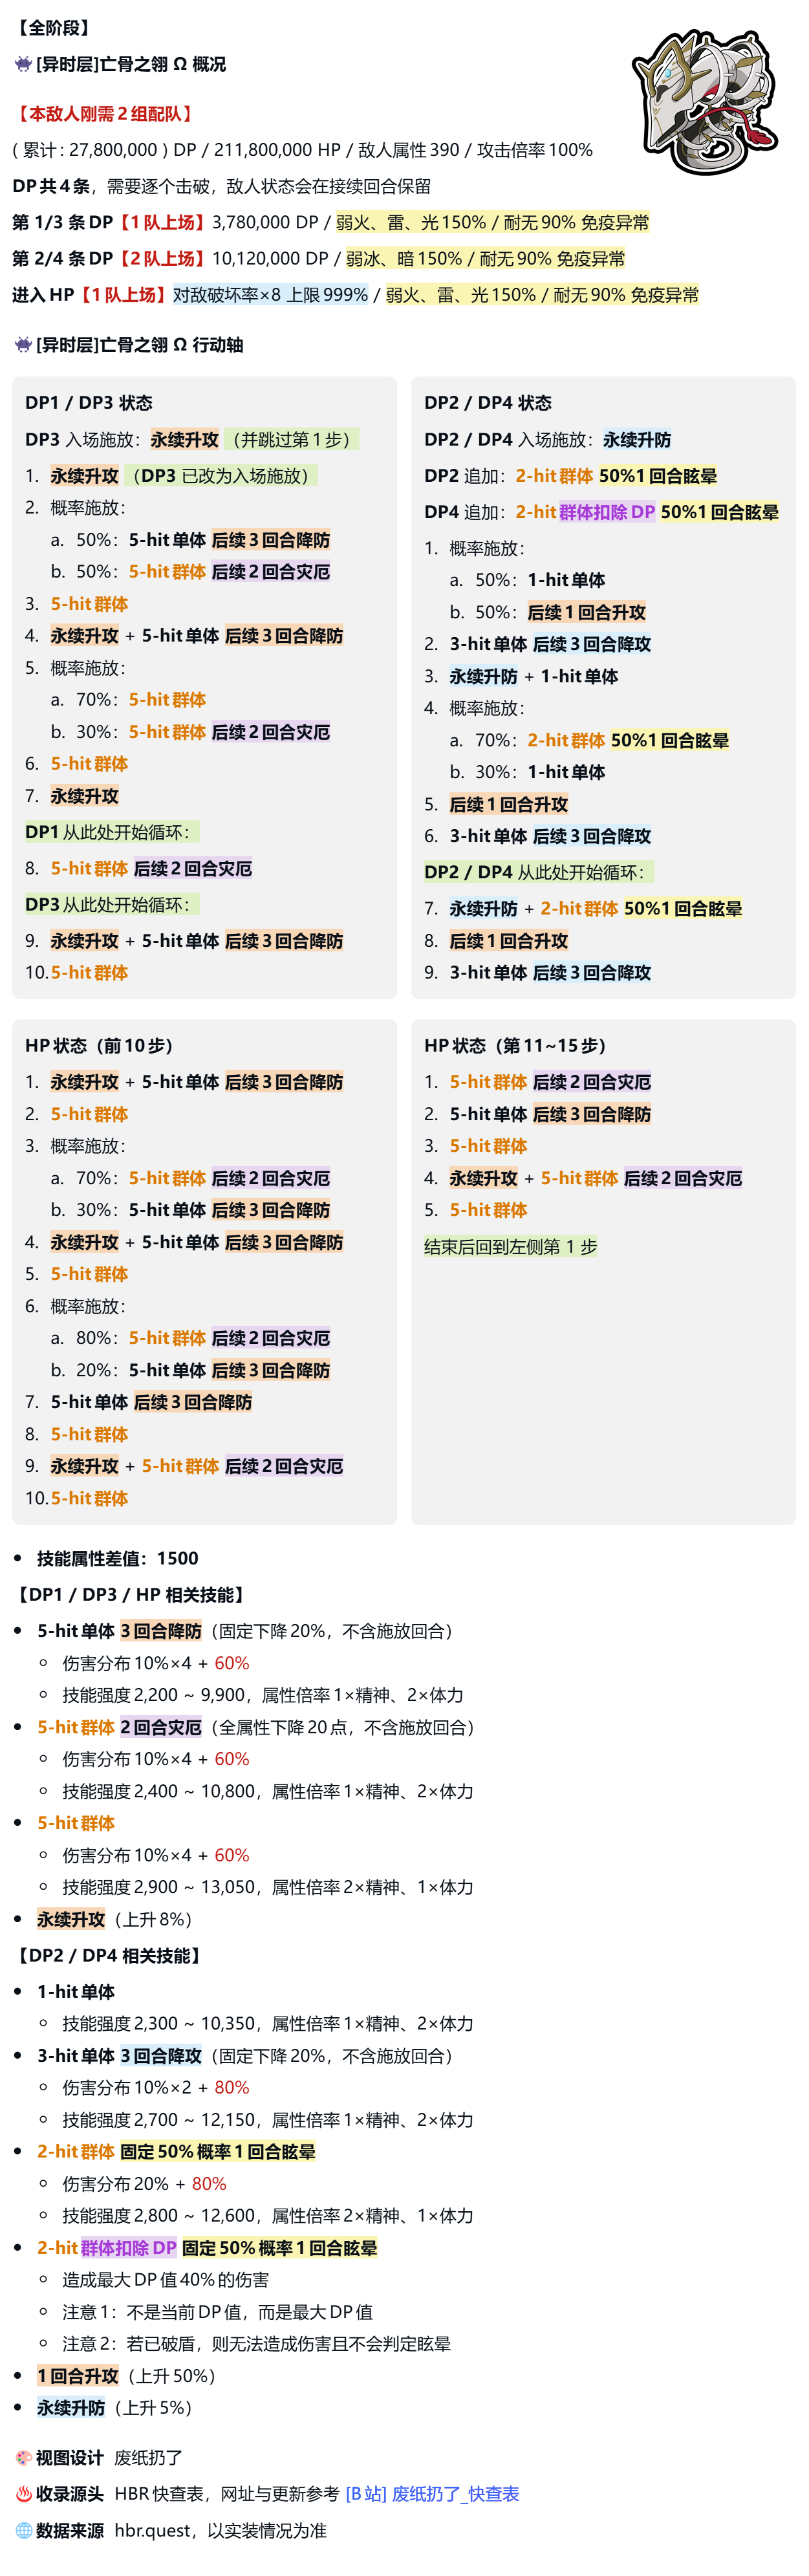 【全阶段】
[异时层]亡骨之翎 Ω 概况
【本敌人刚需 2 组配队】
( 累计 : 27,800,000 ) DP / 211,800,000 HP / 敌人属性 390 / 攻击倍率 100%
DP 共 4 条，需要逐个击破，敌人状态会在接续回合保留
第 1/3 条 DP【1 队上场】3,780,000 DP / 弱火、雷、光 150% / 耐无 90% 免疫异常
第 2/4 条 DP【2 队上场】10,120,000 DP / 弱冰、暗 150% / 耐无 90% 免疫异常
进入 HP【1 队上场】对敌破坏率×8 上限 999% / 弱火、雷、光 150% / 耐无 90% 免疫异常
[异时层]亡骨之翎 Ω 行动轴
DP1 / DP3 状态
DP3 入场施放：永续升攻（并跳过第 1 步）
1. 永续升攻（DP3 已改为入场施放）
2. 概率施放：
a. 50%：5-hit 单体 后续 3 回合降防
b. 50%：5-hit 群体 后续 2 回合灾厄
3. 5-hit 群体
4. 永续升攻 + 5-hit 单体 后续 3 回合降防
5. 概率施放：
a. 70%：5-hit 群体
b. 30%：5-hit 群体 后续 2 回合灾厄
6. 5-hit 群体
7. 永续升攻
DP1 从此处开始循环：
8. 5-hit 群体 后续 2 回合灾厄
DP3 从此处开始循环：
9. 永续升攻 + 5-hit 单体 后续 3 回合降防
10. 5-hit 群体
DP2 / DP4 状态
DP2 / DP4 入场施放：永续升防
DP2 追加：2-hit 群体 50%1 回合眩晕
DP4 追加：2-hit 群体扣除 DP 50%1 回合眩晕
1. 概率施放：
a. 50%：1-hit 单体
b. 50%：后续 1 回合升攻
2. 3-hit 单体 后续 3 回合降攻
3. 永续升防 + 1-hit 单体
4. 概率施放：
a. 70%：2-hit 群体 50%1 回合眩晕
b. 30%：1-hit 单体
5. 后续 1 回合升攻
6. 3-hit 单体 后续 3 回合降攻
DP2 / DP4 从此处开始循环：
7. 永续升防 + 2-hit 群体 50%1 回合眩晕
8. 后续 1 回合升攻
9. 3-hit 单体 后续 3 回合降攻
HP 状态（前 10 步）
1. 永续升攻 + 5-hit 单体 后续 3 回合降防
2. 5-hit 群体
3. 概率施放：
a. 70%：5-hit 群体 后续 2 回合灾厄
b. 30%：5-hit 单体 后续 3 回合降防
4. 永续升攻 + 5-hit 单体 后续 3 回合降防
5. 5-hit 群体
6. 概率施放：
a. 80%：5-hit 群体 后续 2 回合灾厄
b. 20%：5-hit 单体 后续 3 回合降防
7. 5-hit 单体 后续 3 回合降防
8. 5-hit 群体
9. 永续升攻 + 5-hit 群体 后续 2 回合灾厄
10. 5-hit 群体
HP 状态（第 11~15 步）
1. 5-hit 群体 后续 2 回合灾厄
2. 5-hit 单体 后续 3 回合降防
3. 5-hit 群体
4. 永续升攻 + 5-hit 群体 后续 2 回合灾厄
5. 5-hit 群体
结束后回到左侧第 1 步
• 技能属性差值：1500
【DP1 / DP3 / HP 相关技能】
• 5-hit 单体 3 回合降防（固定下降 20%，不含施放回合）
○ 伤害分布 10%×4 + 60%
○ 技能强度 2,200 ~ 9,900，属性倍率 1×精神、2×体力
• 5-hit 群体 2 回合灾厄（全属性下降 20 点，不含施放回合）
○ 伤害分布 10%×4 + 60%
○ 技能强度 2,400 ~ 10,800，属性倍率 1×精神、2×体力
• 5-hit 群体
○ 伤害分布 10%×4 + 60%
○ 技能强度 2,900 ~ 13,050，属性倍率 2×精神、1×体力
• 永续升攻（上升 8%）
【DP2 / DP4 相关技能】
• 1-hit 单体
○ 技能强度 2,300 ~ 10,350，属性倍率 1×精神、2×体力
• 3-hit 单体 3 回合降攻（固定下降 20%，不含施放回合）
○ 伤害分布 10%×2 + 80%
○ 技能强度 2,700 ~ 12,150，属性倍率 1×精神、2×体力
• 2-hit 群体 固定 50% 概率 1 回合眩晕
○ 伤害分布 20% + 80%
○ 技能强度 2,800 ~ 12,600，属性倍率 2×精神、1×体力
• 2-hit 群体扣除 DP 固定 50% 概率 1 回合眩晕
○ 造成最大 DP 值 40% 的伤害
○ 注意 1：不是当前 DP 值，而是最大 DP 值
○ 注意 2：若已破盾，则无法造成伤害且不会判定眩晕
• 1 回合升攻（上升 50%）
• 永续升防（上升 5%）
视图设计 废纸扔了
收录源头 HBR 快查表，网址与更新参考 [B 站] 废纸扔了_快查表
数据来源 hbr.quest，以实装情况为准